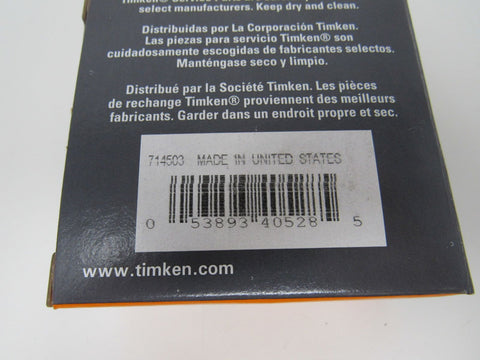 Timken® Service Parts
select manufacturers. Keep dry and clean.
Distribuidas por La Corporación Timken.
Las piezas para servicio Timken® son
cuidadosamente escogidas de fabricantes selectos.
Manténgase seco y limpio.
Distribué par la Société Timken. Les pièces
de rechange Timken® proviennent des meilleurs
fabricants. Garder dans un endroit propre et sec.
714503 MADE IN UNITED STATES
0 53893 40528 5
www.timken.com